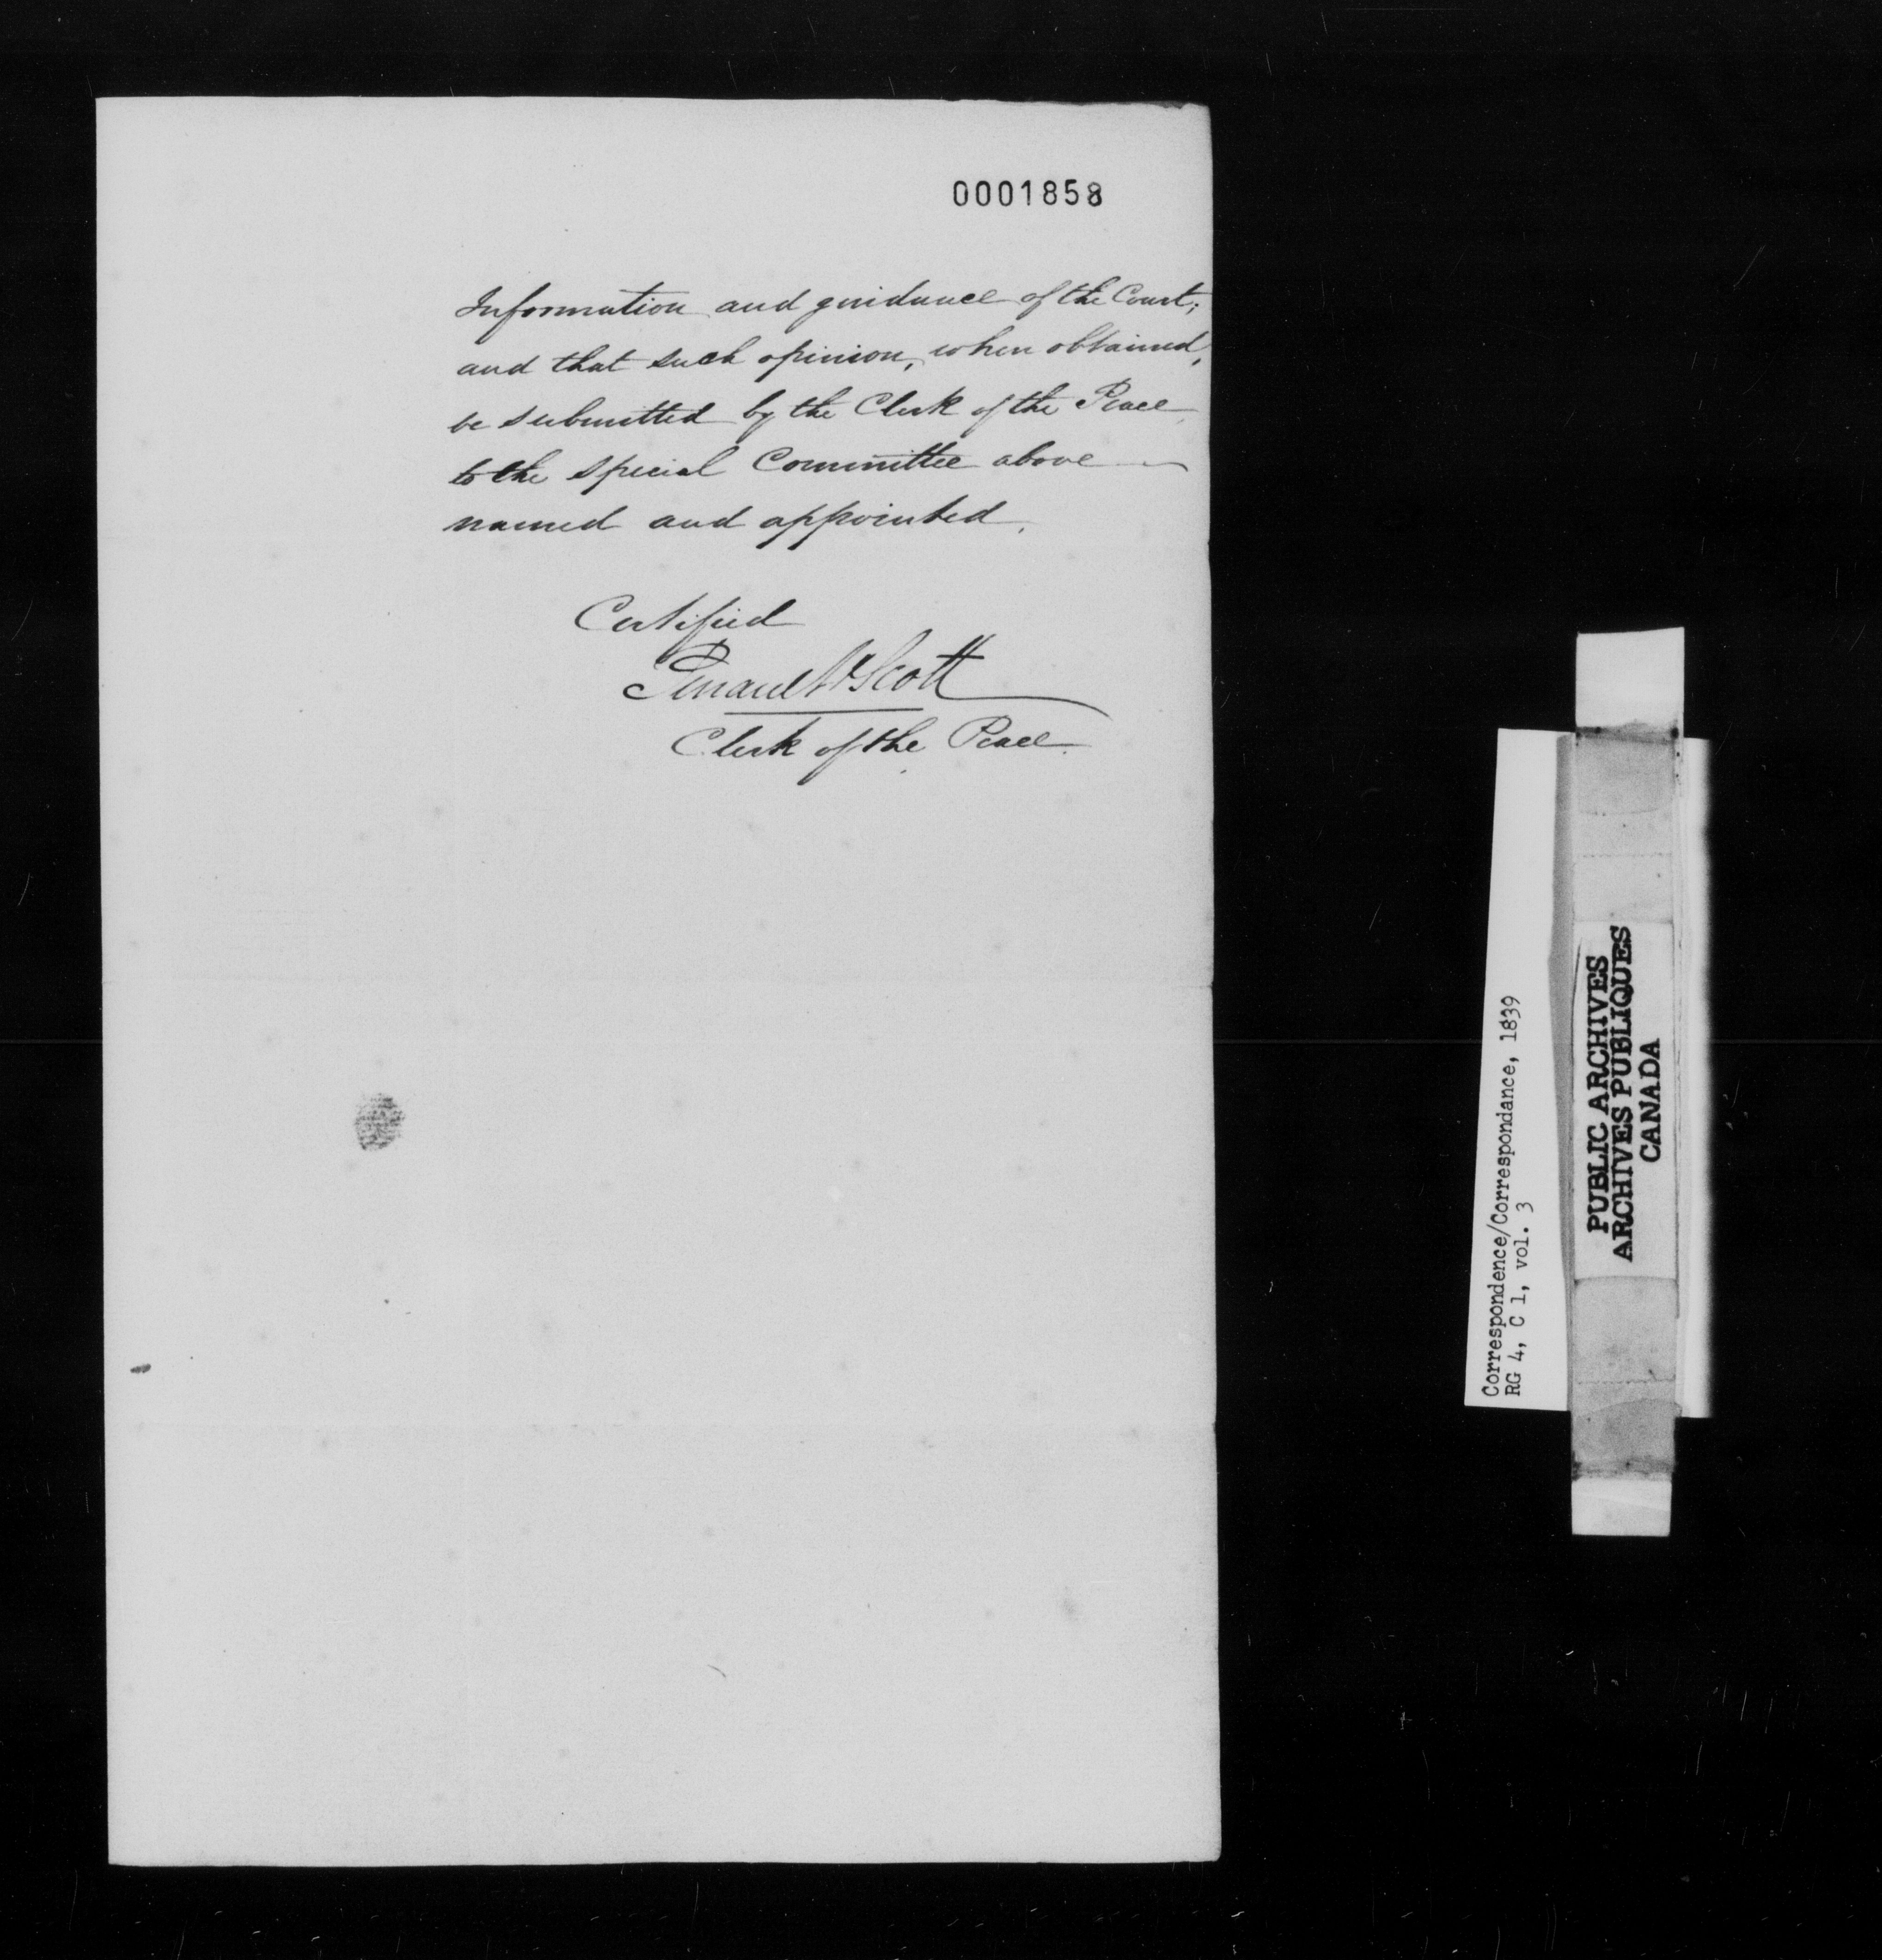 0001858
Information and guidance of the Court;
and that such opinion, when obtained,
be submitted by the Clerk of the Peace
to the special Committee above
named and appointed.
Certified
Scott
Clerk of the Peace.
Correspondence/Correspondance, 1839
RG 4, C 1, vol. 3
PUBLIC ARCHIVES
ARCHIVES PUBLIQUES
CANADA